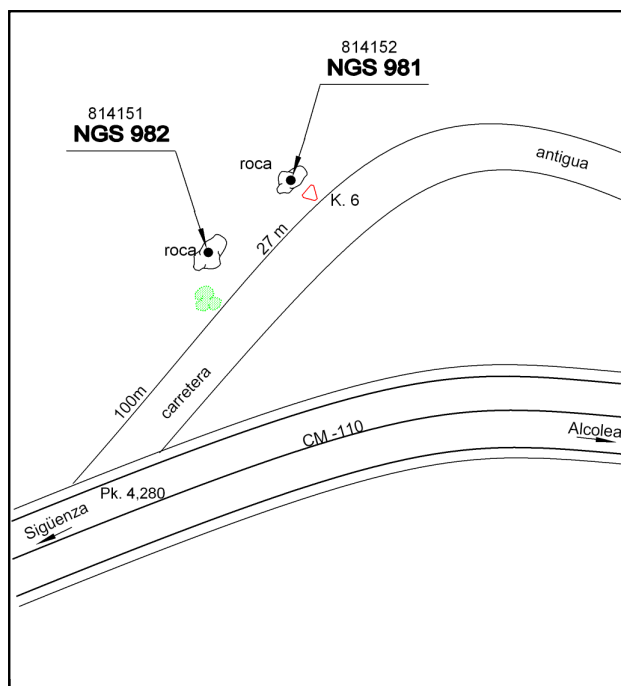 814152
NGS 981
814151
NGS 982
roca
antigua
K. 6
27 m
roca
100m
carretera
CM -110
Alcolea
Pk. 4,280
Sigüenza